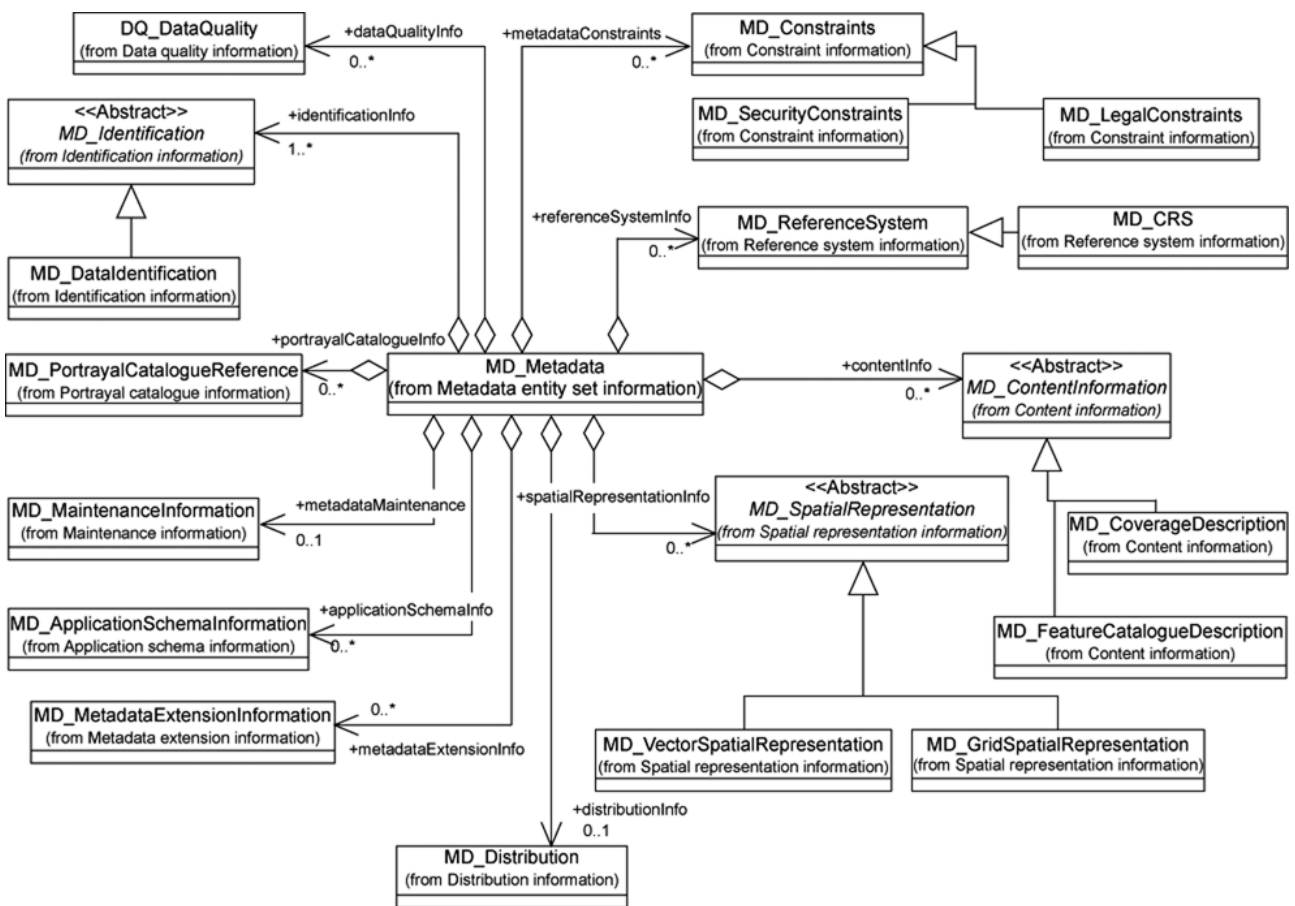 DQ_DataQuality
(from Data quality information)
+dataQualityInfo
0..*
+metadataConstraints
0..*
MD_Constraints
(from Constraint information)
<<Abstract>>
MD_Identification
(from Identification information)
+identificationInfo
1..*
MD_SecurityConstraints
(from Constraint information)
MD_LegalConstraints
(from Constraint information)
+referenceSystemInfo
0..*
MD_ReferenceSystem
(from Reference system information)
MD_CRS
(from Reference system information)
MD_DataIdentification
(from Identification information)
+portrayalCatalogueInfo
0..*
MD_PortrayalCatalogueReference
(from Portrayal catalogue information)
MD_Metadada
(from Metadata entity set information)
+contentInfo
0..*
<<Abstract>>
MD_ContentInformation
(from Content information)
MD_MaintenanceInformation
(from Maintenance information)
+metadataMaintenance
0..1
+spatialRepresentationInfo
0..*
<<Abstract>>
MD_SpatialRepresentation
(from Spatial representation information)
MD_CoverageDescription
(from Content information)
MD_ApplicationSchemaInformation
(from Application schema information)
+applicationSchemaInfo
0..*
MD_FeatureCatalogueDescription
(from Content information)
MD_MetadataExtensionInformation
(from Metadata extension information)
0..*
+metadataExtensionInfo
MD_VectorSpatialRepresentation
(from Spatial representation information)
MD_GridSpatialRepresentation
(from Spatial representation information)
+distributionInfo
0..1
MD_Distribution
(from Distribution information)